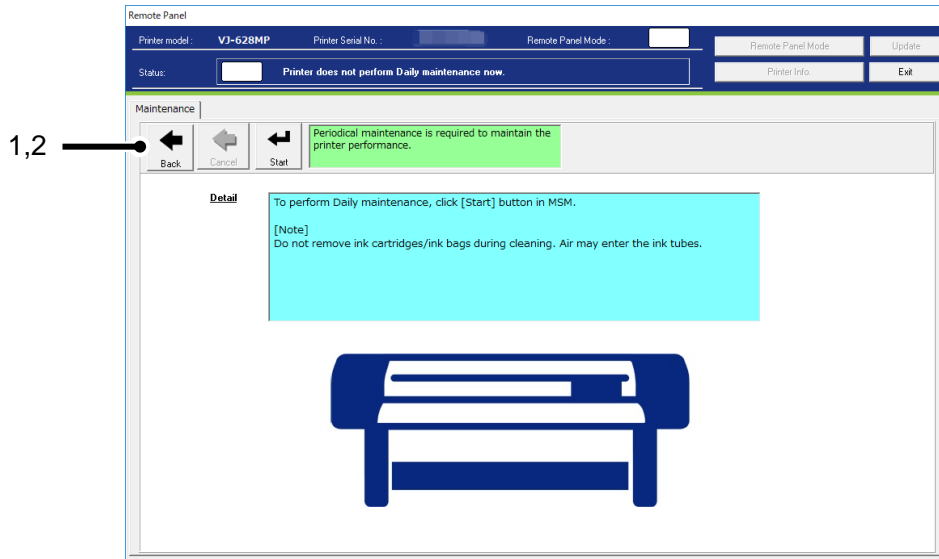 Remote Panel
Printer model : VJ-628MP Printer Serial No. : Remote Panel Mode :
Remote Panel Mode Update
Status: Printer does not perform Daily maintenance now.
Printer Info. Exit
Maintenance
1,2
Back Cancel Start
Periodical maintenance is required to maintain the
printer performance.
Detail
To perform Daily maintenance, click [Start] button in MSM.
[Note]
Do not remove ink cartridges/ink bags during cleaning. Air may enter the ink tubes.